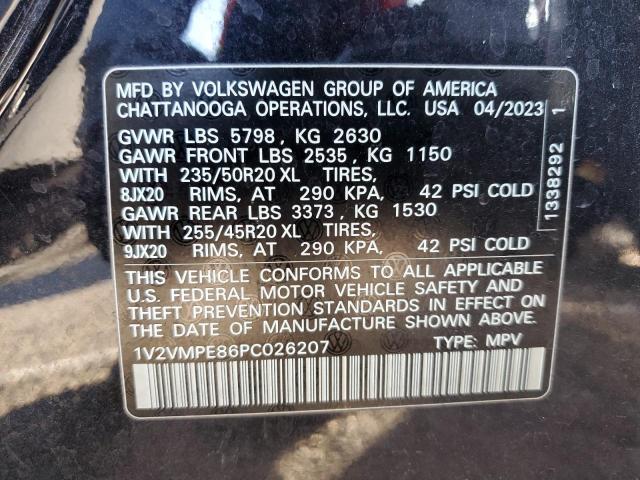 MFD BY VOLKSWAGEN GROUP OF AMERICA
CHATTANOOGA OPERATIONS, LLC. USA 04/2023
GVWR LBS 5798, KG 2630
GAWR FRONT LBS 2535, KG 1150
WITH 235/50R20 XL TIRES,
8JX20 RIMS, AT 290 KPA, 42 PSI COLD
GAWR REAR LBS 3373, KG 1530
WITH 255/45R20 XL TIRES,
9JX20 RIMS, AT 290 KPA, 42 PSI COLD
THIS VEHICLE CONFORMS TO ALL APPLICABLE
U.S. FEDERAL MOTOR VEHICLE SAFETY AND
THEFT PREVENTION STANDARDS IN EFFECT ON
THE DATE OF MANUFACTURE SHOWN ABOVE.
1V2VMPE86PC026207 TYPE: MPV
1338292 1